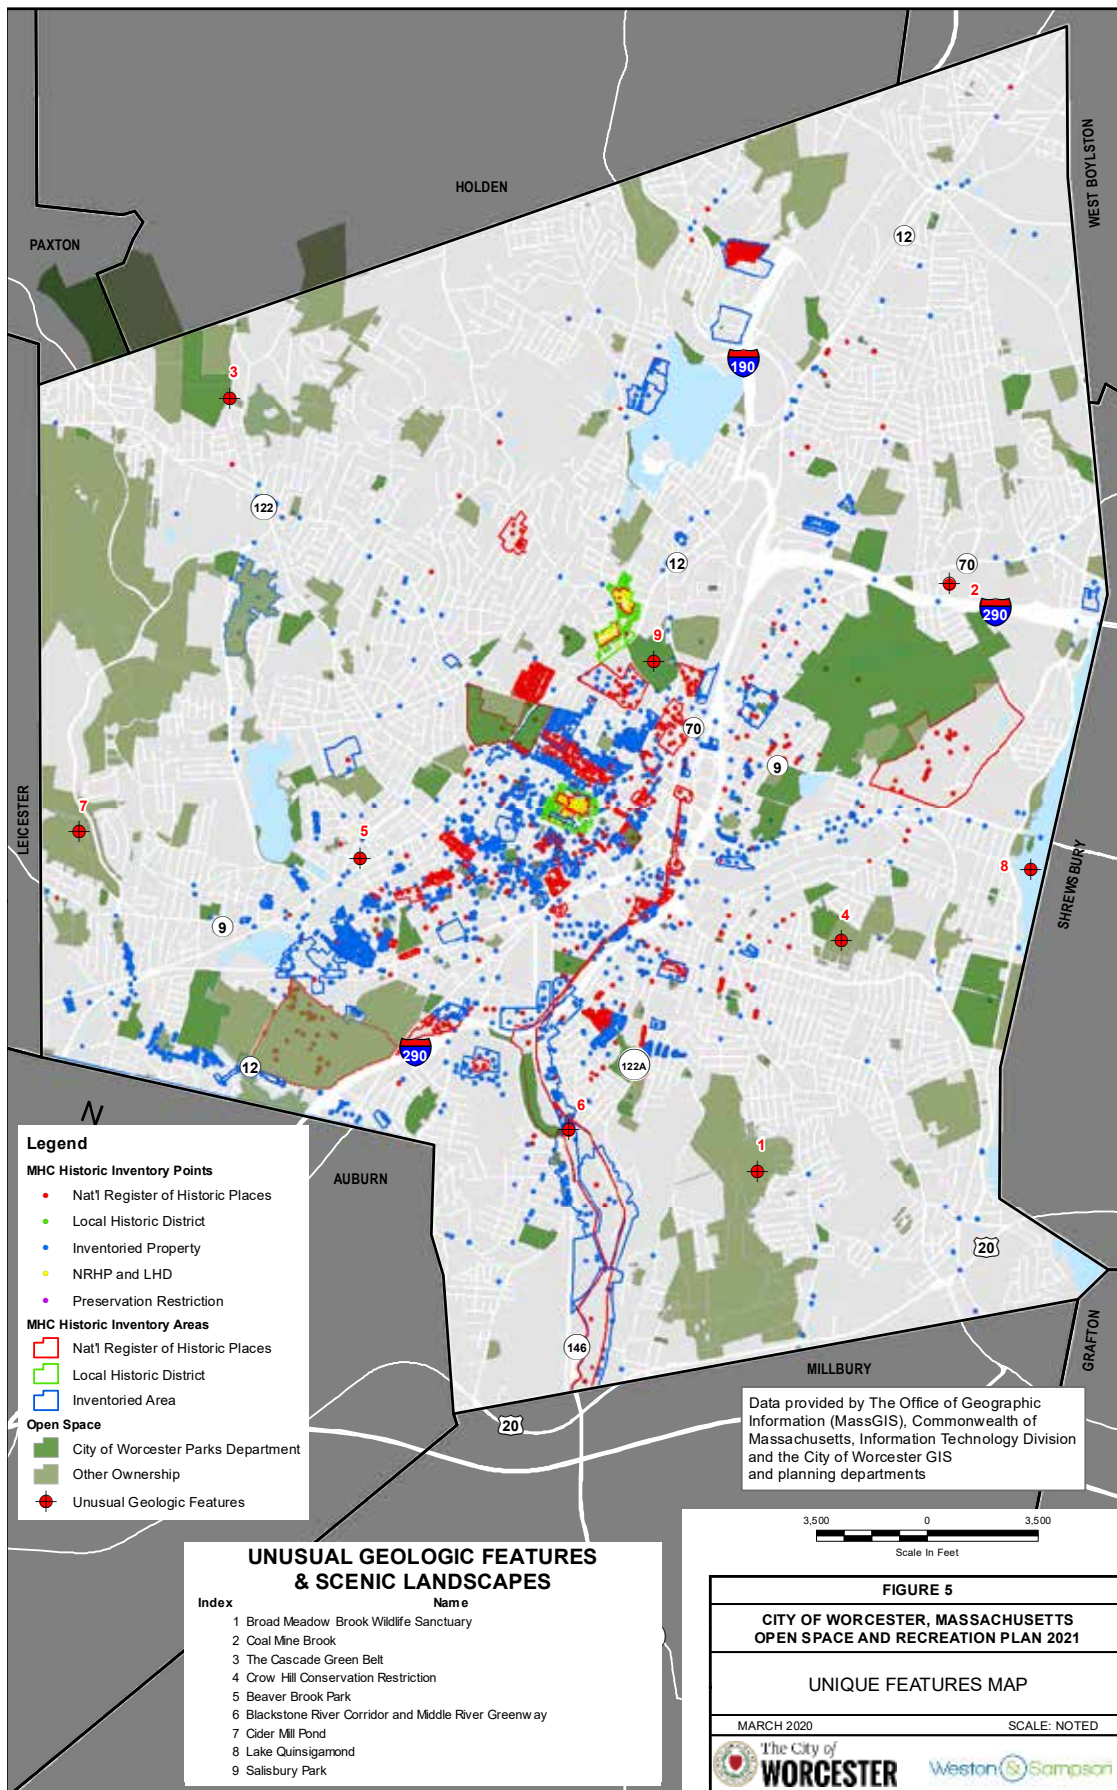 HOLDEN
WEST BOYLSTON
PAXTON
12
190
3
122
12
70
2
290
9
70
9
LEICESTER
7
5
8
SHREWSBURY
4
9
12
290
122A
6
1
N
AUBURN
20
146
MILLBURY
GRAFTON
20
Legend
MHC Historic Inventory Points
Nat'l Register of Historic Places
Local Historic District
Inventoried Property
NRHP and LHD
Preservation Restriction
MHC Historic Inventory Areas
Nat'l Register of Historic Places
Local Historic District
Inventoried Area
Open Space
City of Worcester Parks Department
Other Ownership
Unusual Geologic Features
Data provided by The Office of Geographic
Information (MassGIS), Commonwealth of
Massachusetts, Information Technology Division
and the City of Worcester GIS
and planning departments
3,500 0 3,500
Scale In Feet
UNUSUAL GEOLOGIC FEATURES
& SCENIC LANDSCAPES
Index Name
1 Broad Meadow Brook Wildlife Sanctuary
2 Coal Mine Brook
3 The Cascade Green Belt
4 Crow Hill Conservation Restriction
5 Beaver Brook Park
6 Blackstone River Corridor and Middle River Greenway
7 Cider Mill Pond
8 Lake Quinsigamond
9 Salisbury Park
FIGURE 5
CITY OF WORCESTER, MASSACHUSETTS
OPEN SPACE AND RECREATION PLAN 2021
UNIQUE FEATURES MAP
MARCH 2020 SCALE: NOTED
The City of
WORCESTER
Weston & Sampson